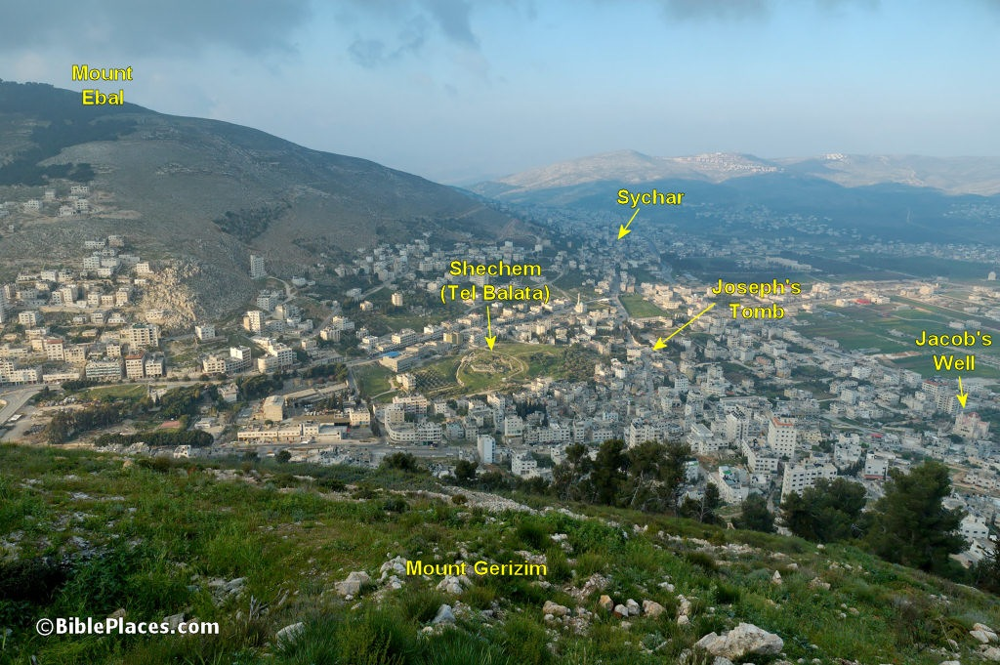 Mount
Ebal
Sychar
Shechem
(Tel Balata)
Joseph's
Tomb
Jacob's
Well
Mount Gerizim
©BiblePlaces.com